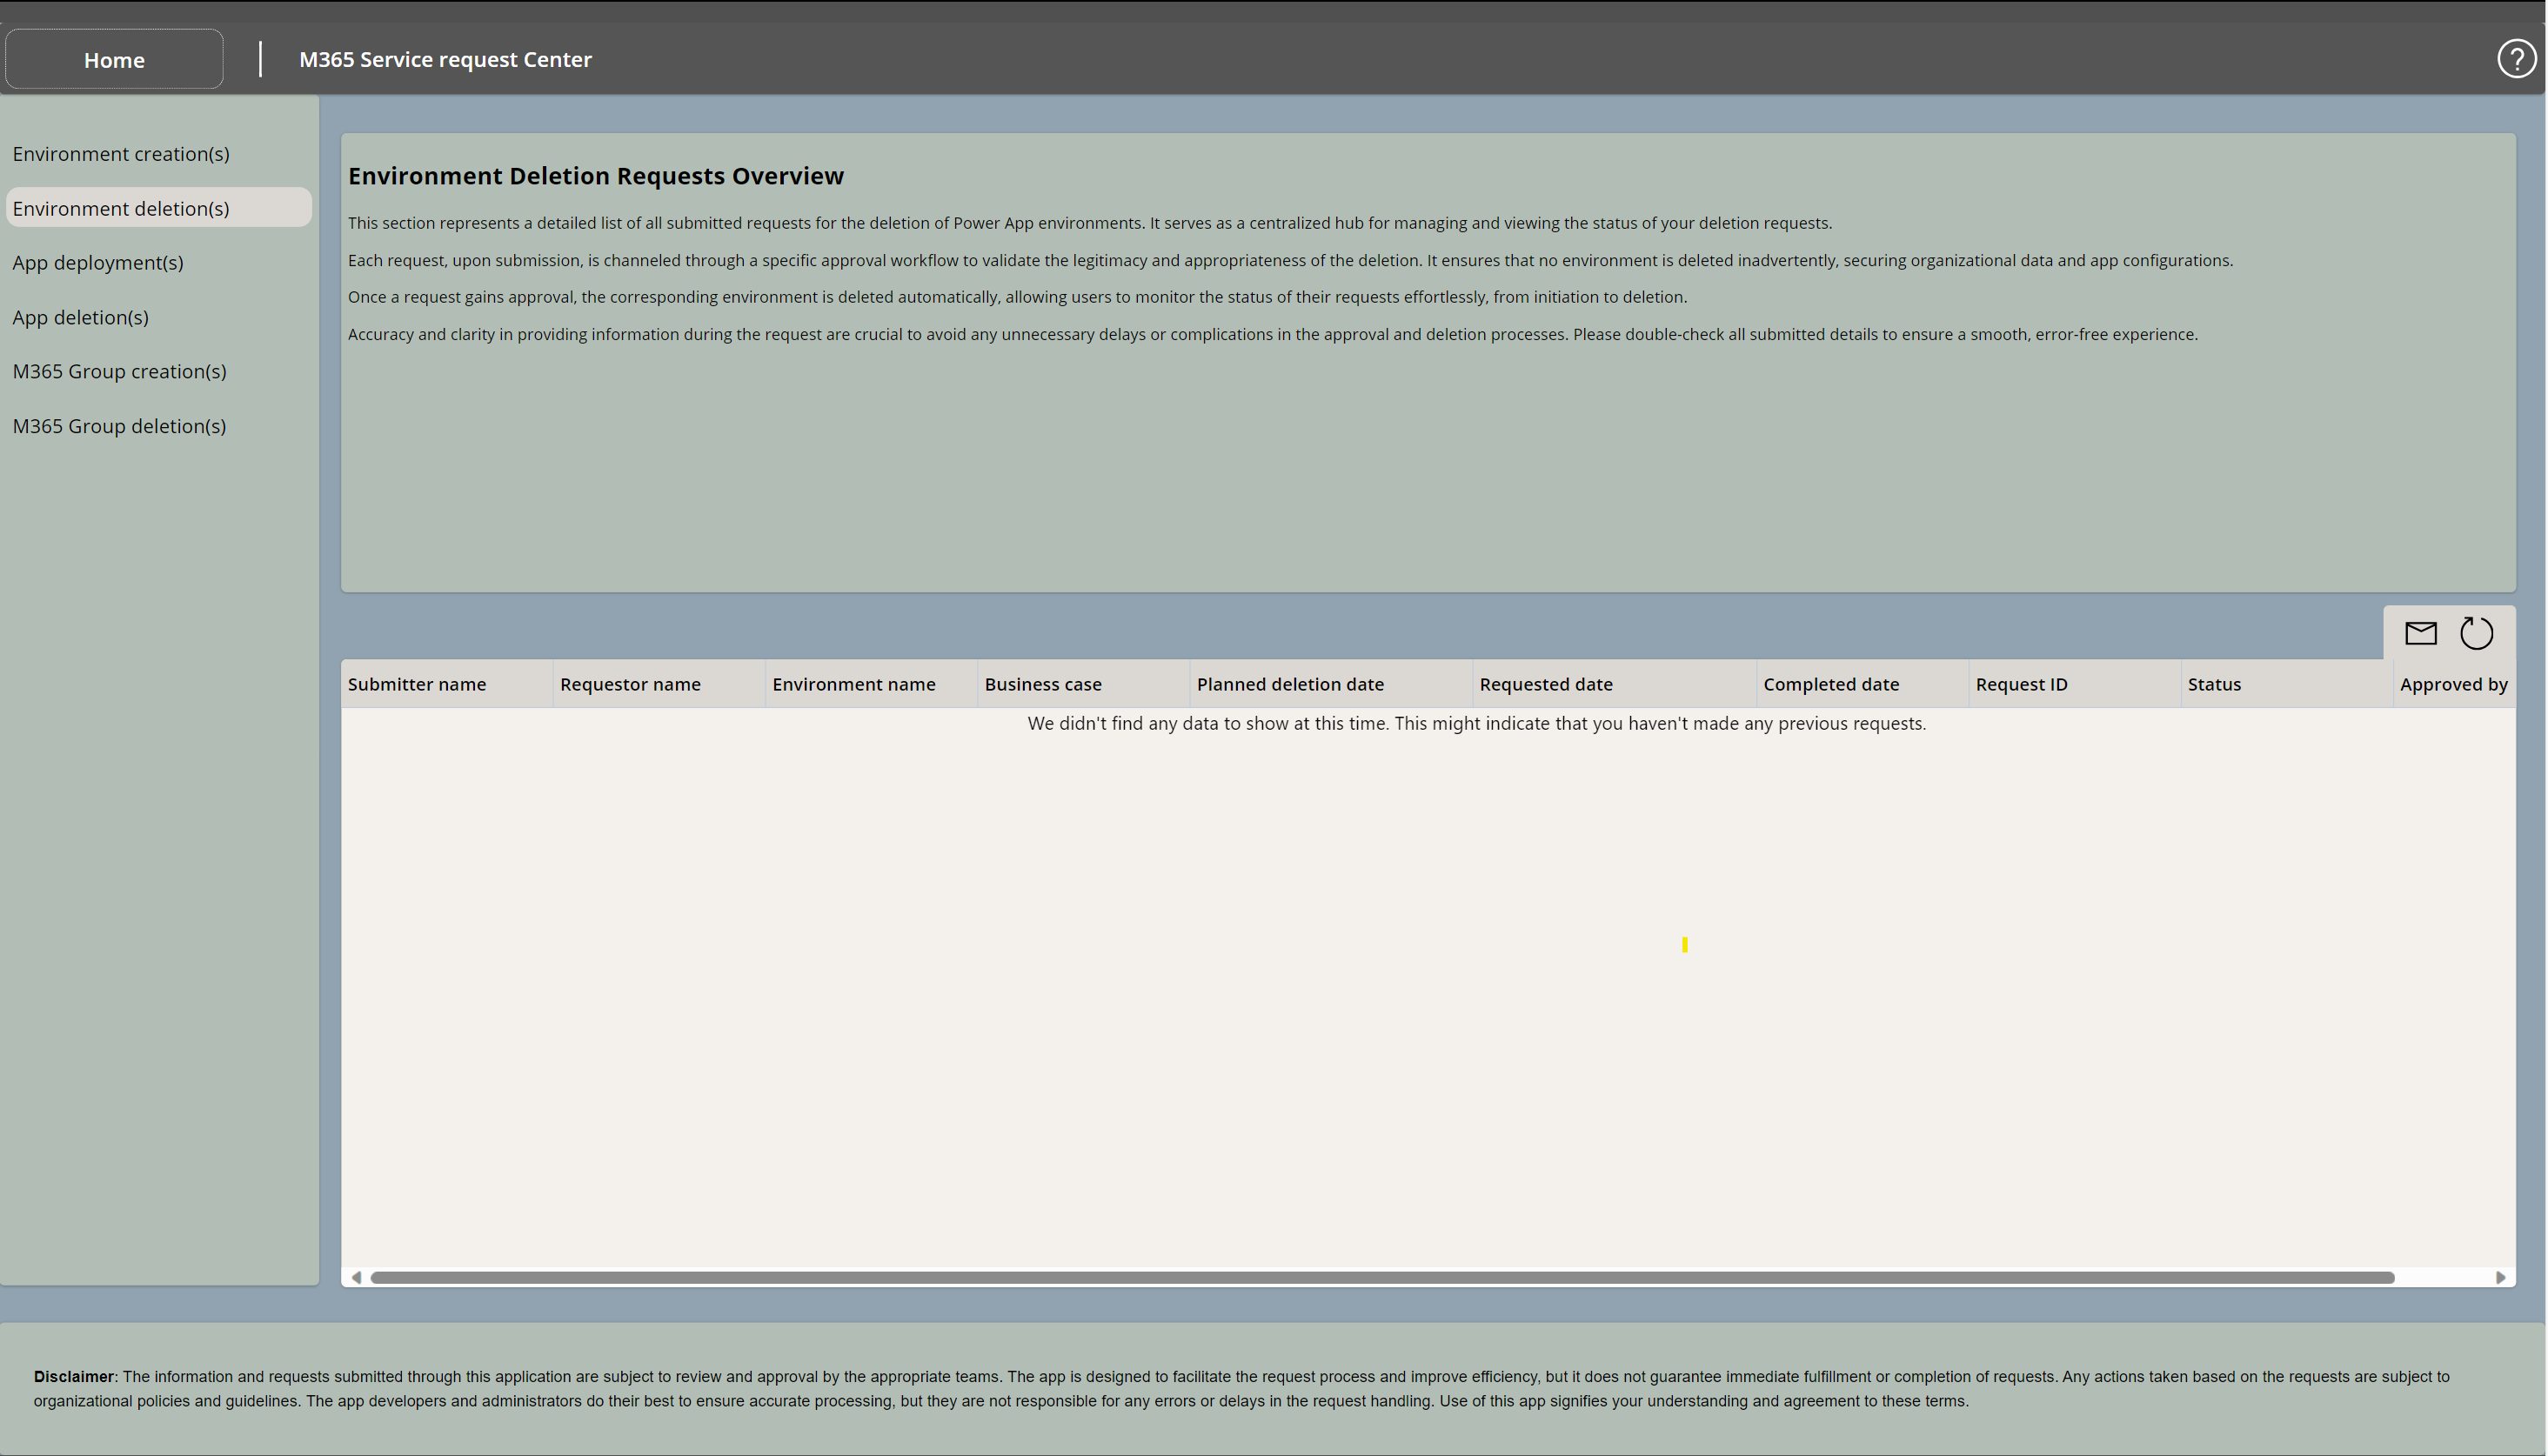 Home
M365 Service request Center
?
Environment creation(s)
Environment deletion(s)
App deployment(s)
App deletion(s)
M365 Group creation(s)
M365 Group deletion(s)
Environment Deletion Requests Overview
This section represents a detailed list of all submitted requests for the deletion of Power App environments. It serves as a centralized hub for managing and viewing the status of your deletion requests.
Each request, upon submission, is channeled through a specific approval workflow to validate the legitimacy and appropriateness of the deletion. It ensures that no environment is deleted inadvertently, securing organizational data and app configurations.
Once a request gains approval, the corresponding environment is deleted automatically, allowing users to monitor the status of their requests effortlessly, from initiation to deletion.
Accuracy and clarity in providing information during the request are crucial to avoid any unnecessary delays or complications in the approval and deletion processes. Please double-check all submitted details to ensure a smooth, error-free experience.
Submitter name Requestor name Environment name Business case Planned deletion date Requested date Completed date Request ID Status Approved by
We didn't find any data to show at this time. This might indicate that you haven't made any previous requests.
Disclaimer: The information and requests submitted through this application are subject to review and approval by the appropriate teams. The app is designed to facilitate the request process and improve efficiency, but it does not guarantee immediate fulfillment or completion of requests. Any actions taken based on the requests are subject to
organizational policies and guidelines. The app developers and administrators do their best to ensure accurate processing, but they are not responsible for any errors or delays in the request handling. Use of this app signifies your understanding and agreement to these terms.